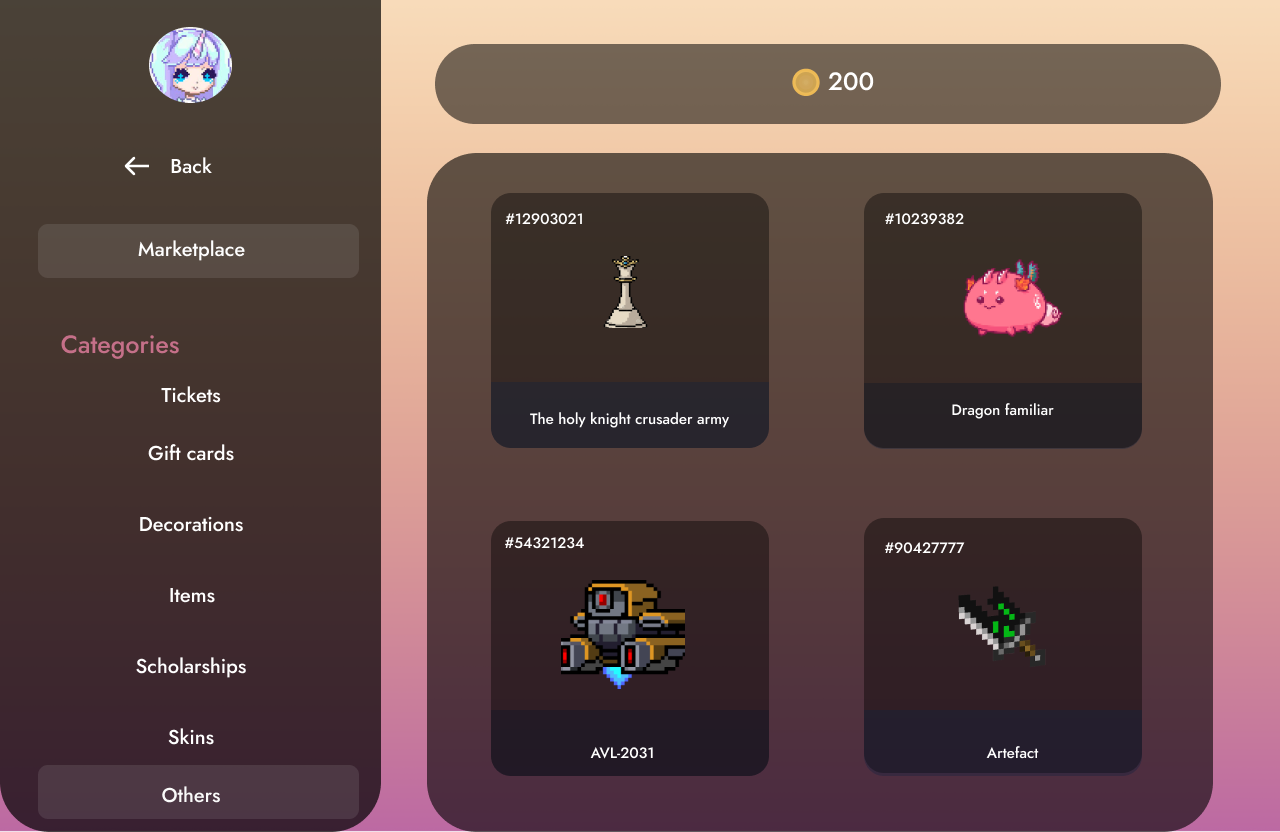 Back
Marketplace
Categories
Tickets
Gift cards
Decorations
Items
Scholarships
Skins
Others
200
#12903021
The holy knight crusader army
#10239382
Dragon familiar
#54321234
AVL-2031
#90427777
Artefact